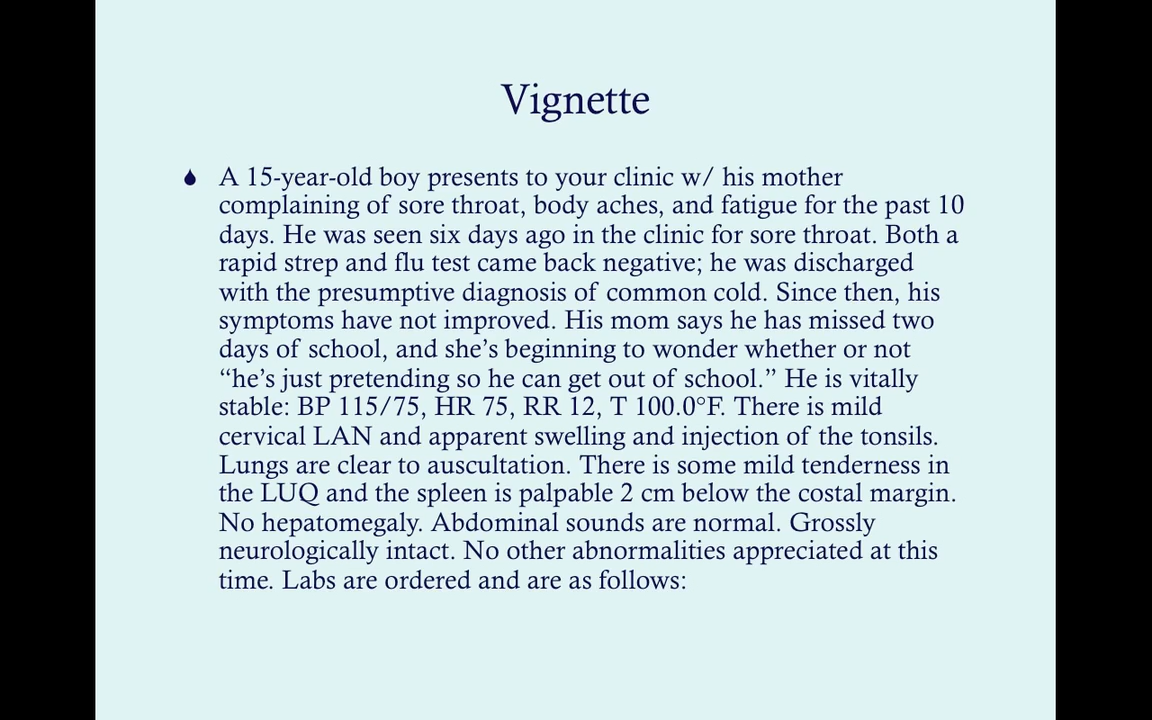 Vignette
A 15-year-old boy presents to your clinic w/ his mother
complaining of sore throat, body aches, and fatigue for the past 10
days. He was seen six days ago in the clinic for sore throat. Both a
rapid strep and flu test came back negative; he was discharged
with the presumptive diagnosis of common cold. Since then, his
symptoms have not improved. His mom says he has missed two
days of school, and she’s beginning to wonder whether or not
“he’s just pretending so he can get out of school.” He is vitally
stable: BP 115/75, HR 75, RR 12, T 100.0°F. There is mild
cervical LAN and apparent swelling and injection of the tonsils.
Lungs are clear to auscultation. There is some mild tenderness in
the LUQ and the spleen is palpable 2 cm below the costal margin.
No hepatomegaly. Abdominal sounds are normal. Grossly
neurologically intact. No other abnormalities appreciated at this
time. Labs are ordered and are as follows: